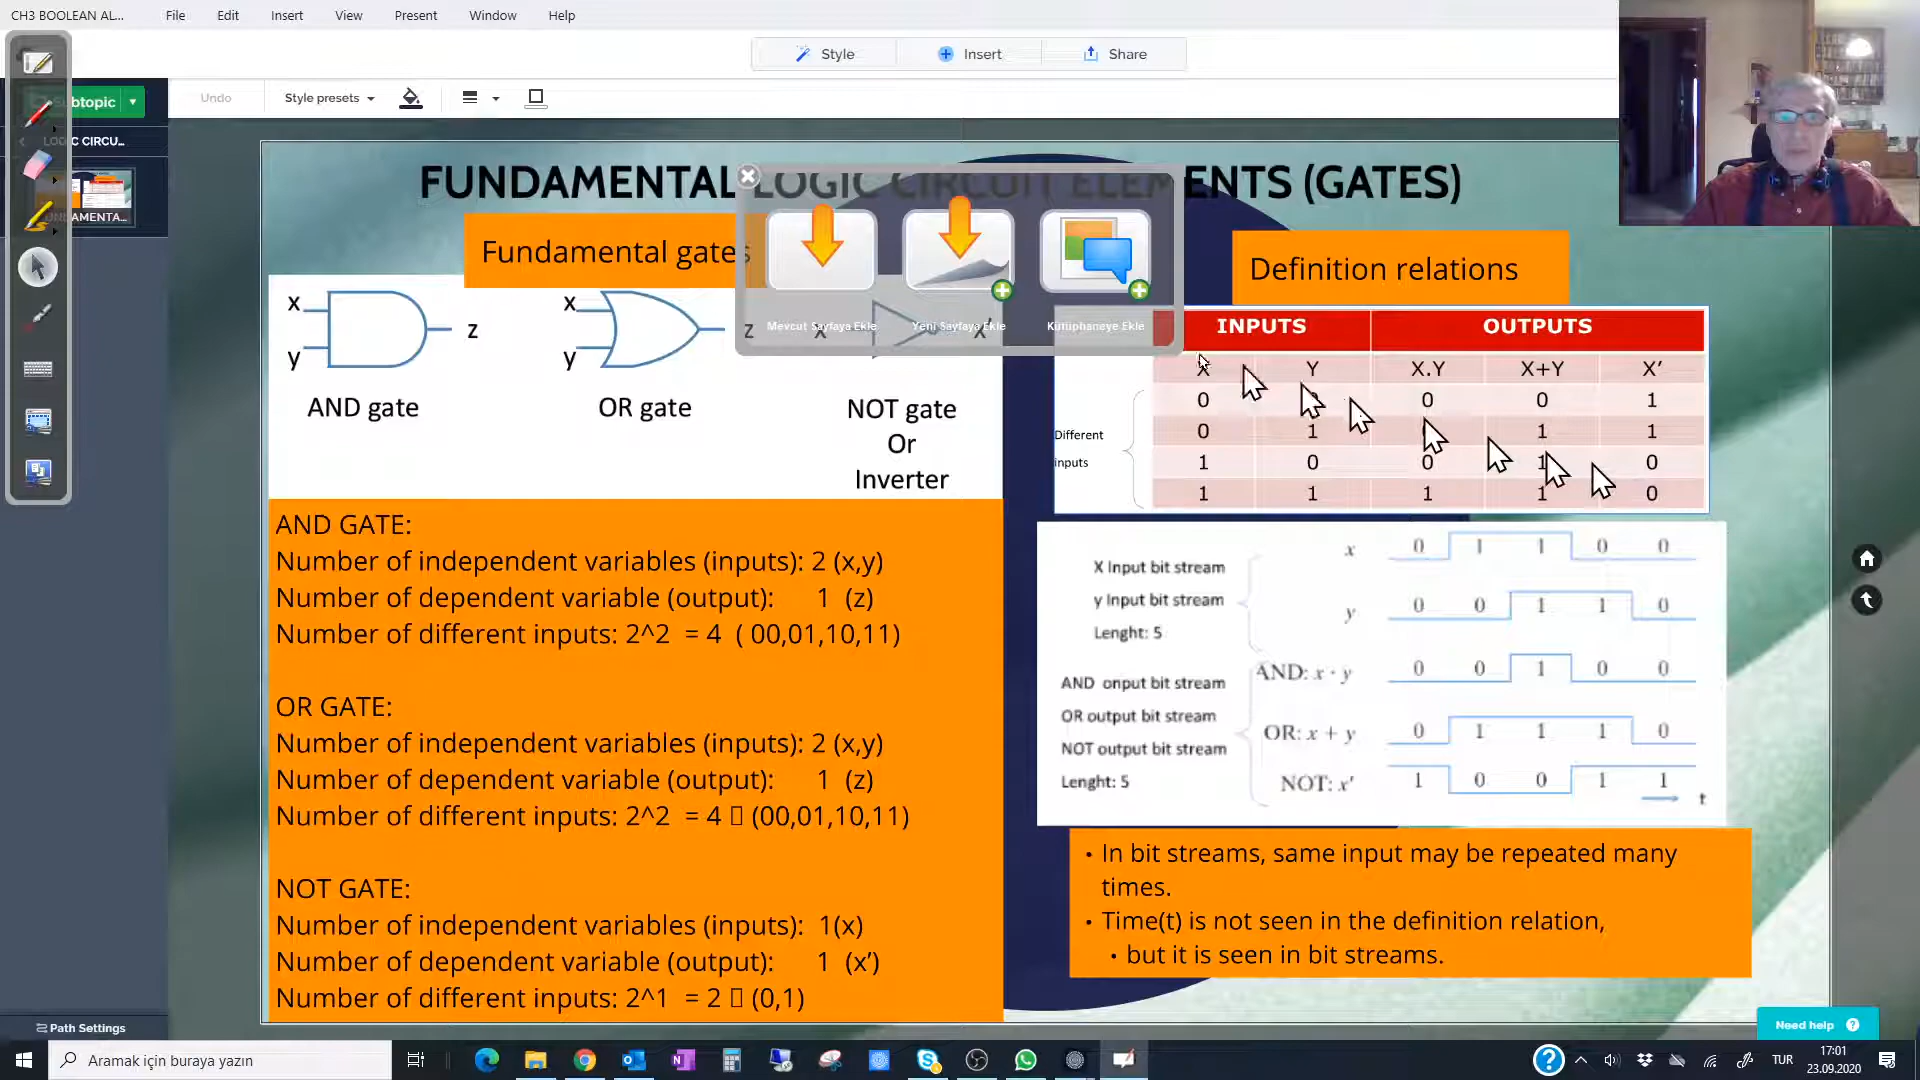 CH3 BOOLEAN AL...
File
Edit
Insert
View
Present
Window
Help
Style
Insert
Share
Subtopic
Undo
Style presets
LOGIC CIRCU...
FUNDAMENTAL LOGIC CIRCUIT ELEMENTS (GATES)
Fundamental gates
Mevcut Sayfaya Ekle
Yeni Sayfaya Ekle
Kütüphaneye Ekle
x
y
z
AND gate
x
y
z
OR gate
x
x'
NOT gate
Or
Inverter
AND GATE:
Number of independent variables (inputs): 2 (x,y)
Number of dependent variable (output): 1 (z)
Number of different inputs: 2^2 = 4 ( 00,01,10,11)
OR GATE:
Number of independent variables (inputs): 2 (x,y)
Number of dependent variable (output): 1 (z)
Number of different inputs: 2^2 = 4 ▯ (00,01,10,11)
NOT GATE:
Number of independent variables (inputs): 1(x)
Number of dependent variable (output): 1 (x’)
Number of different inputs: 2^1 = 2 ▯ (0,1)
Definition relations
INPUTS OUTPUTS
X Y X.Y X+Y X’
0 0 0 1
0 1 1 1
1 0 0 1 0
1 1 1 1 0
Different
inputs
X Input bit stream
y Input bit stream
Lenght: 5
AND onput bit stream
OR output bit stream
NOT output bit stream
Lenght: 5
x 0 1 1 0 0
y 0 0 1 1 0
AND: x · y 0 0 1 0 0
OR: x + y 0 1 1 1 0
NOT: x' 1 0 0 1 1
t
• In bit streams, same input may be repeated many
times.
• Time(t) is not seen in the definition relation,
• but it is seen in bit streams.
Path Settings
Need help ?
Aramak için buraya yazın
TUR
17:01
23.09.2020